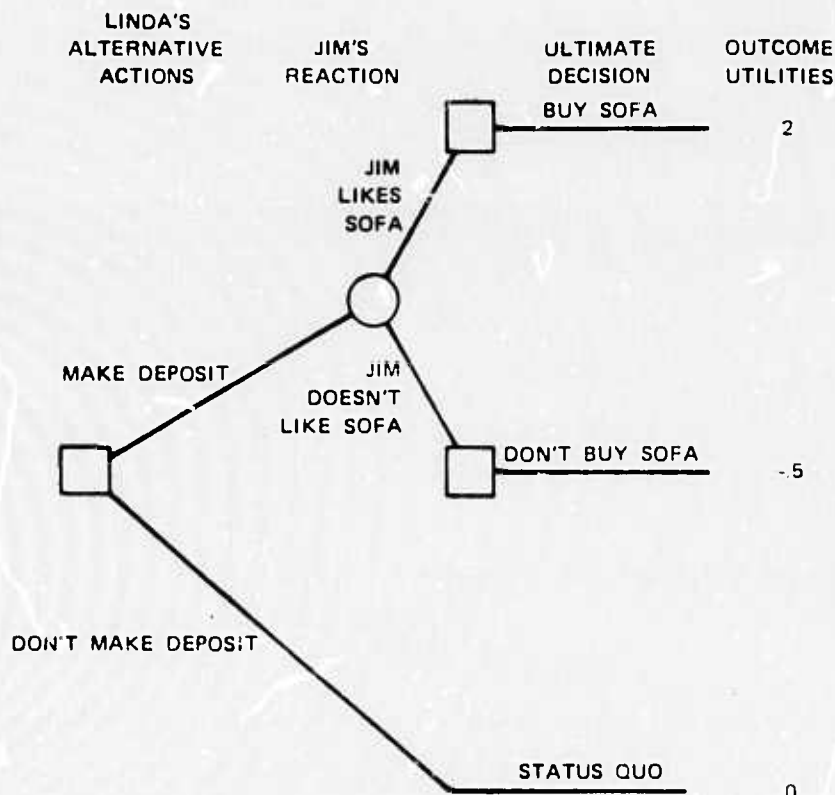 LINDA'S
ALTERNATIVE
ACTIONS
JIM'S
REACTION
ULTIMATE
DECISION
OUTCOME
UTILITIES
BUY SOFA
2
JIM
LIKES
SOFA
MAKE DEPOSIT
JIM
DOESN'T
LIKE SOFA
DON'T BUY SOFA
-.5
DON'T MAKE DEPOSIT
STATUS QUO
0